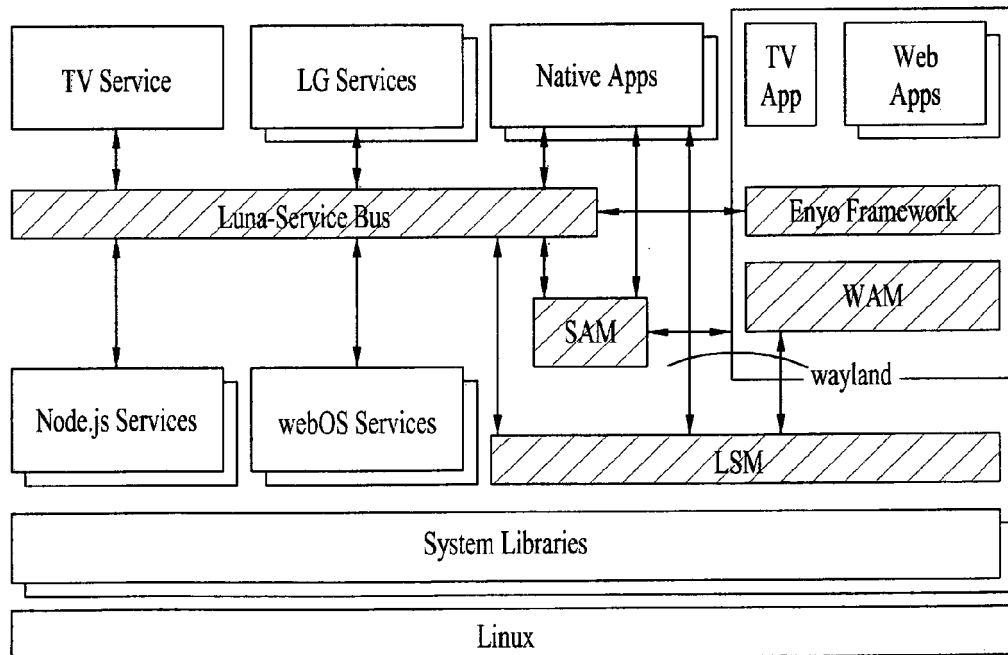 TV Service
LG Services
Native Apps
TV
App
Web
Apps
Luna-Service Bus
Enyo Framework
WAM
SAM
wayland
Node.js Services
webOS Services
LSM
System Libraries
Linux